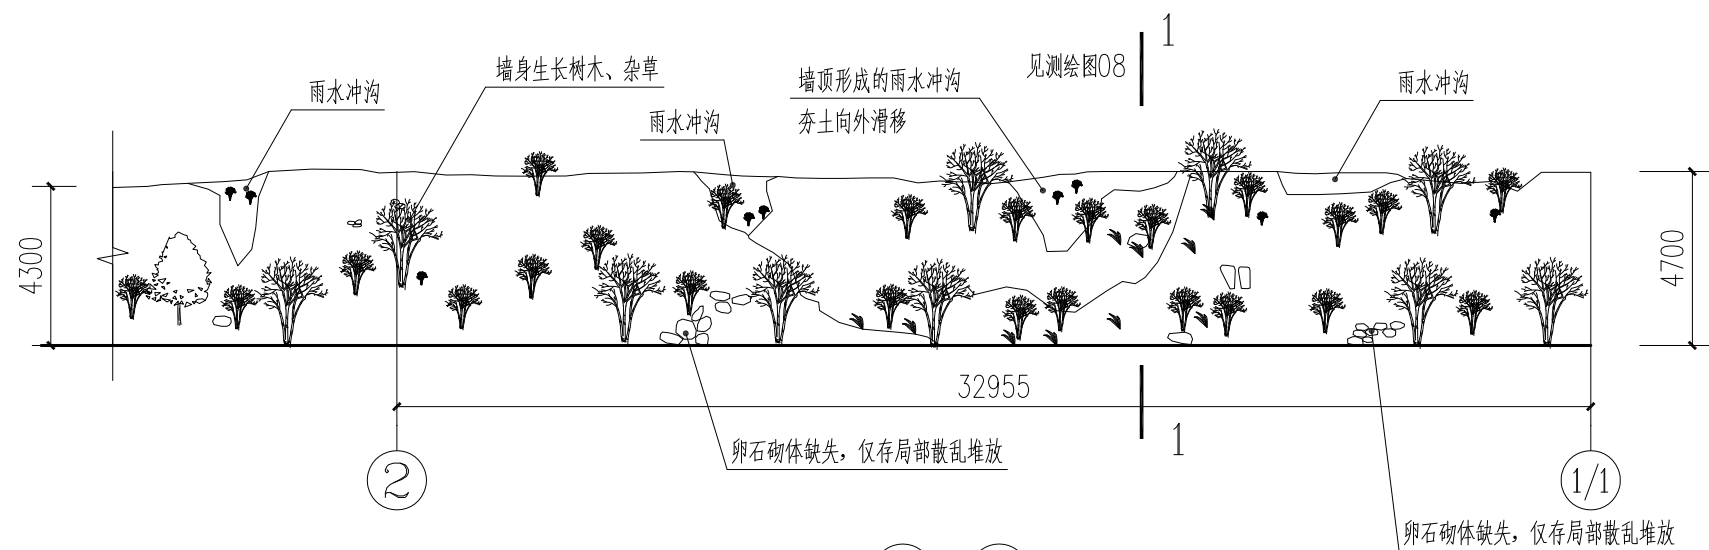 1
见测绘图08
墙身生长树木、杂草
雨水冲沟
墙顶形成的雨水冲沟
夯土向外滑移
雨水冲沟
雨水冲沟
4300
4700
32955
1
卵石砌体缺失，仅存局部散乱堆放
2
1/1
卵石砌体缺失，仅存局部散乱堆放